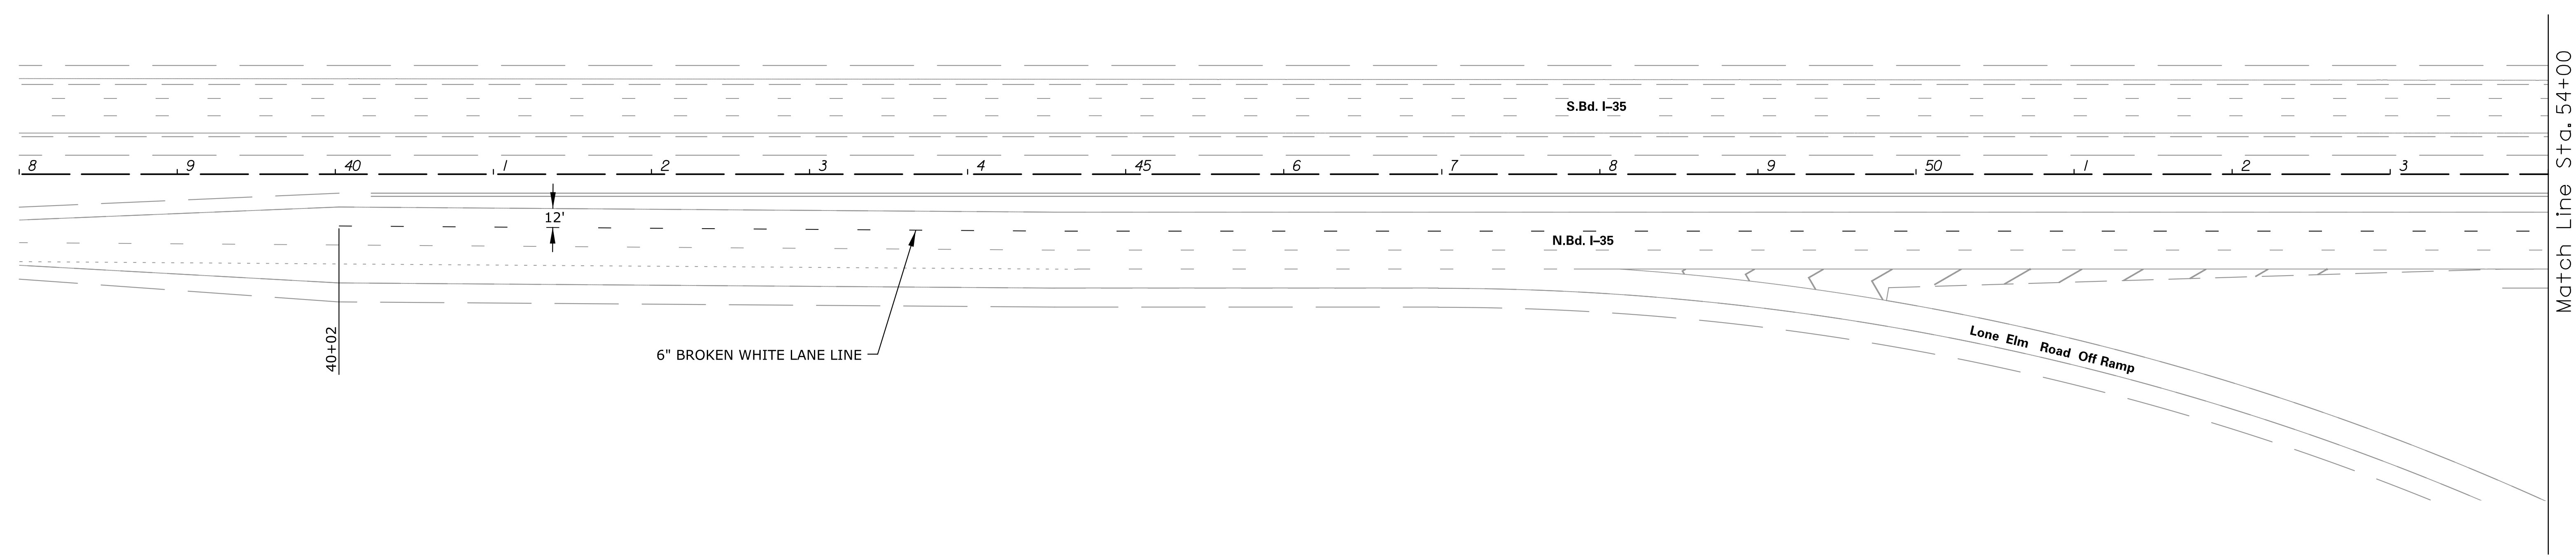 S.Bd. I–35
8 9 40 1 2 3 4 45 6 7 8 9 50 1 2 3
12'
N.Bd. I–35
40+02
6" BROKEN WHITE LANE LINE
Lone Elm Road Off Ramp
Match Line Sta. 54+00